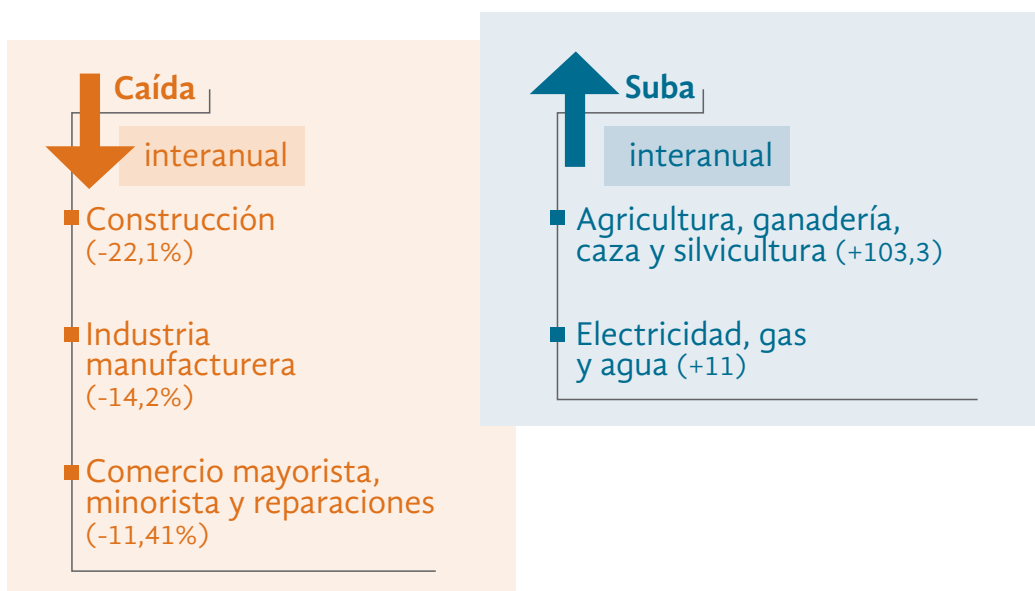 Caída
interanual
Construcción
(-22,1%)
Industria
manufacturera
(-14,2%)
Comercio mayorista,
minorista y reparaciones
(-11,41%)
Suba
interanual
Agricultura, ganadería,
caza y silvicultura (+103,3)
Electricidad, gas
y agua (+11)